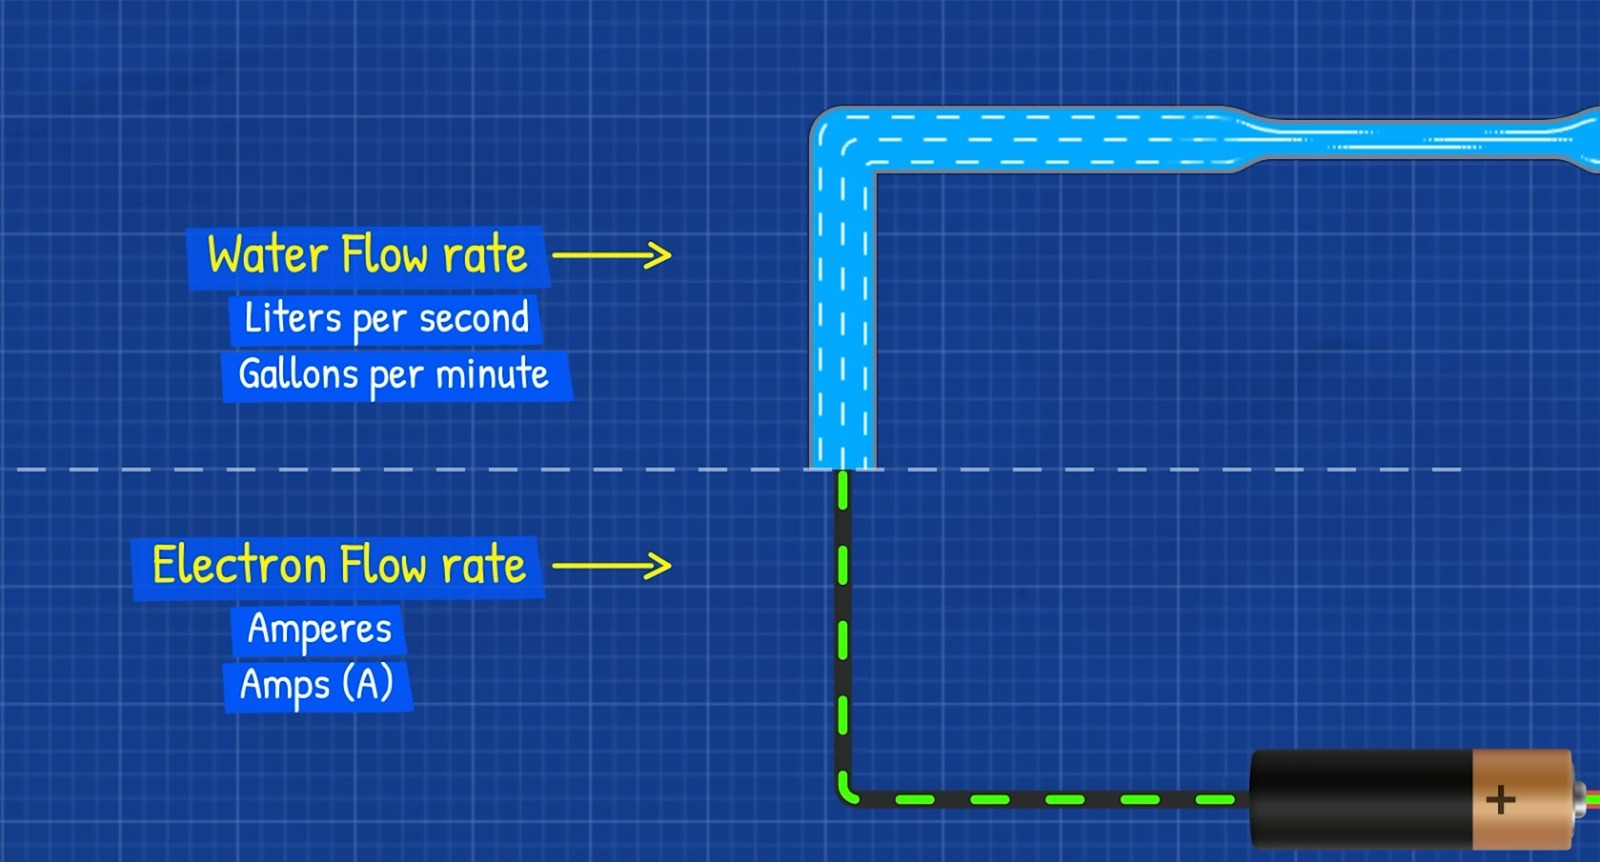 Water Flow rate
Liters per second
Gallons per minute
Electron Flow rate
Amperes
Amps (A)
+